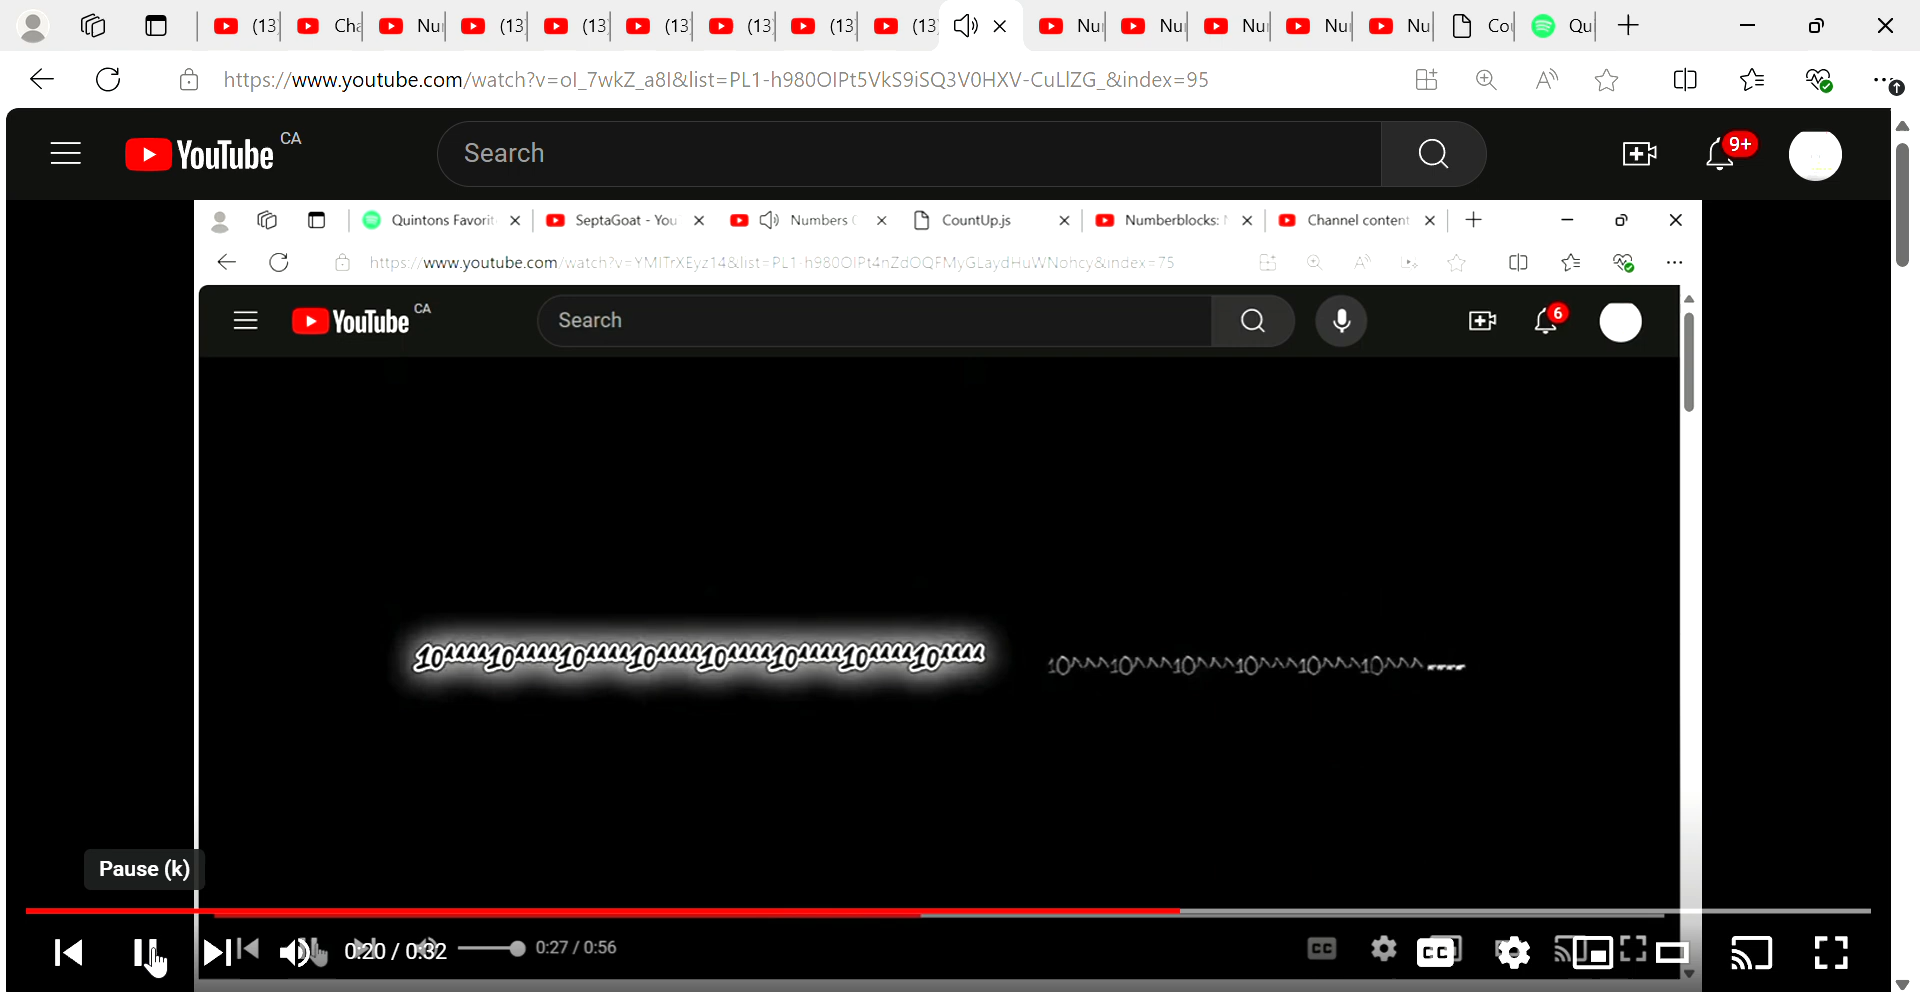 (13 Cha Nu (13 (13 (13 (13 (13 (13 Nu Nu Nu Nu Nu Co Qu
https://www.youtube.com/watch?v=oI_7wkZ_a8I&list=PL1-h980OIPt5VkS9iSQ3V0HXV-CuLlZG_&index=95
YouTube CA Search 9+
Quintons Favorit SeptaGoat - You Numbers ( CountUp.js Numberblocks: Channel content
https://www.youtube.com/watch?v=YMITrXEyz14&list=PL1-h980OIPt4nZdOQFMyGLaydHuWNohcy&index=75
YouTube CA Search 6
10^^^^10^^^^10^^^^10^^^^10^^^^10^^^^10^^^^10^^^^ 10^^^10^^^10^^^10^^^10^^^10^^^
Pause (k)
0:20 / 0:32 0:27 / 0:56 CC CC